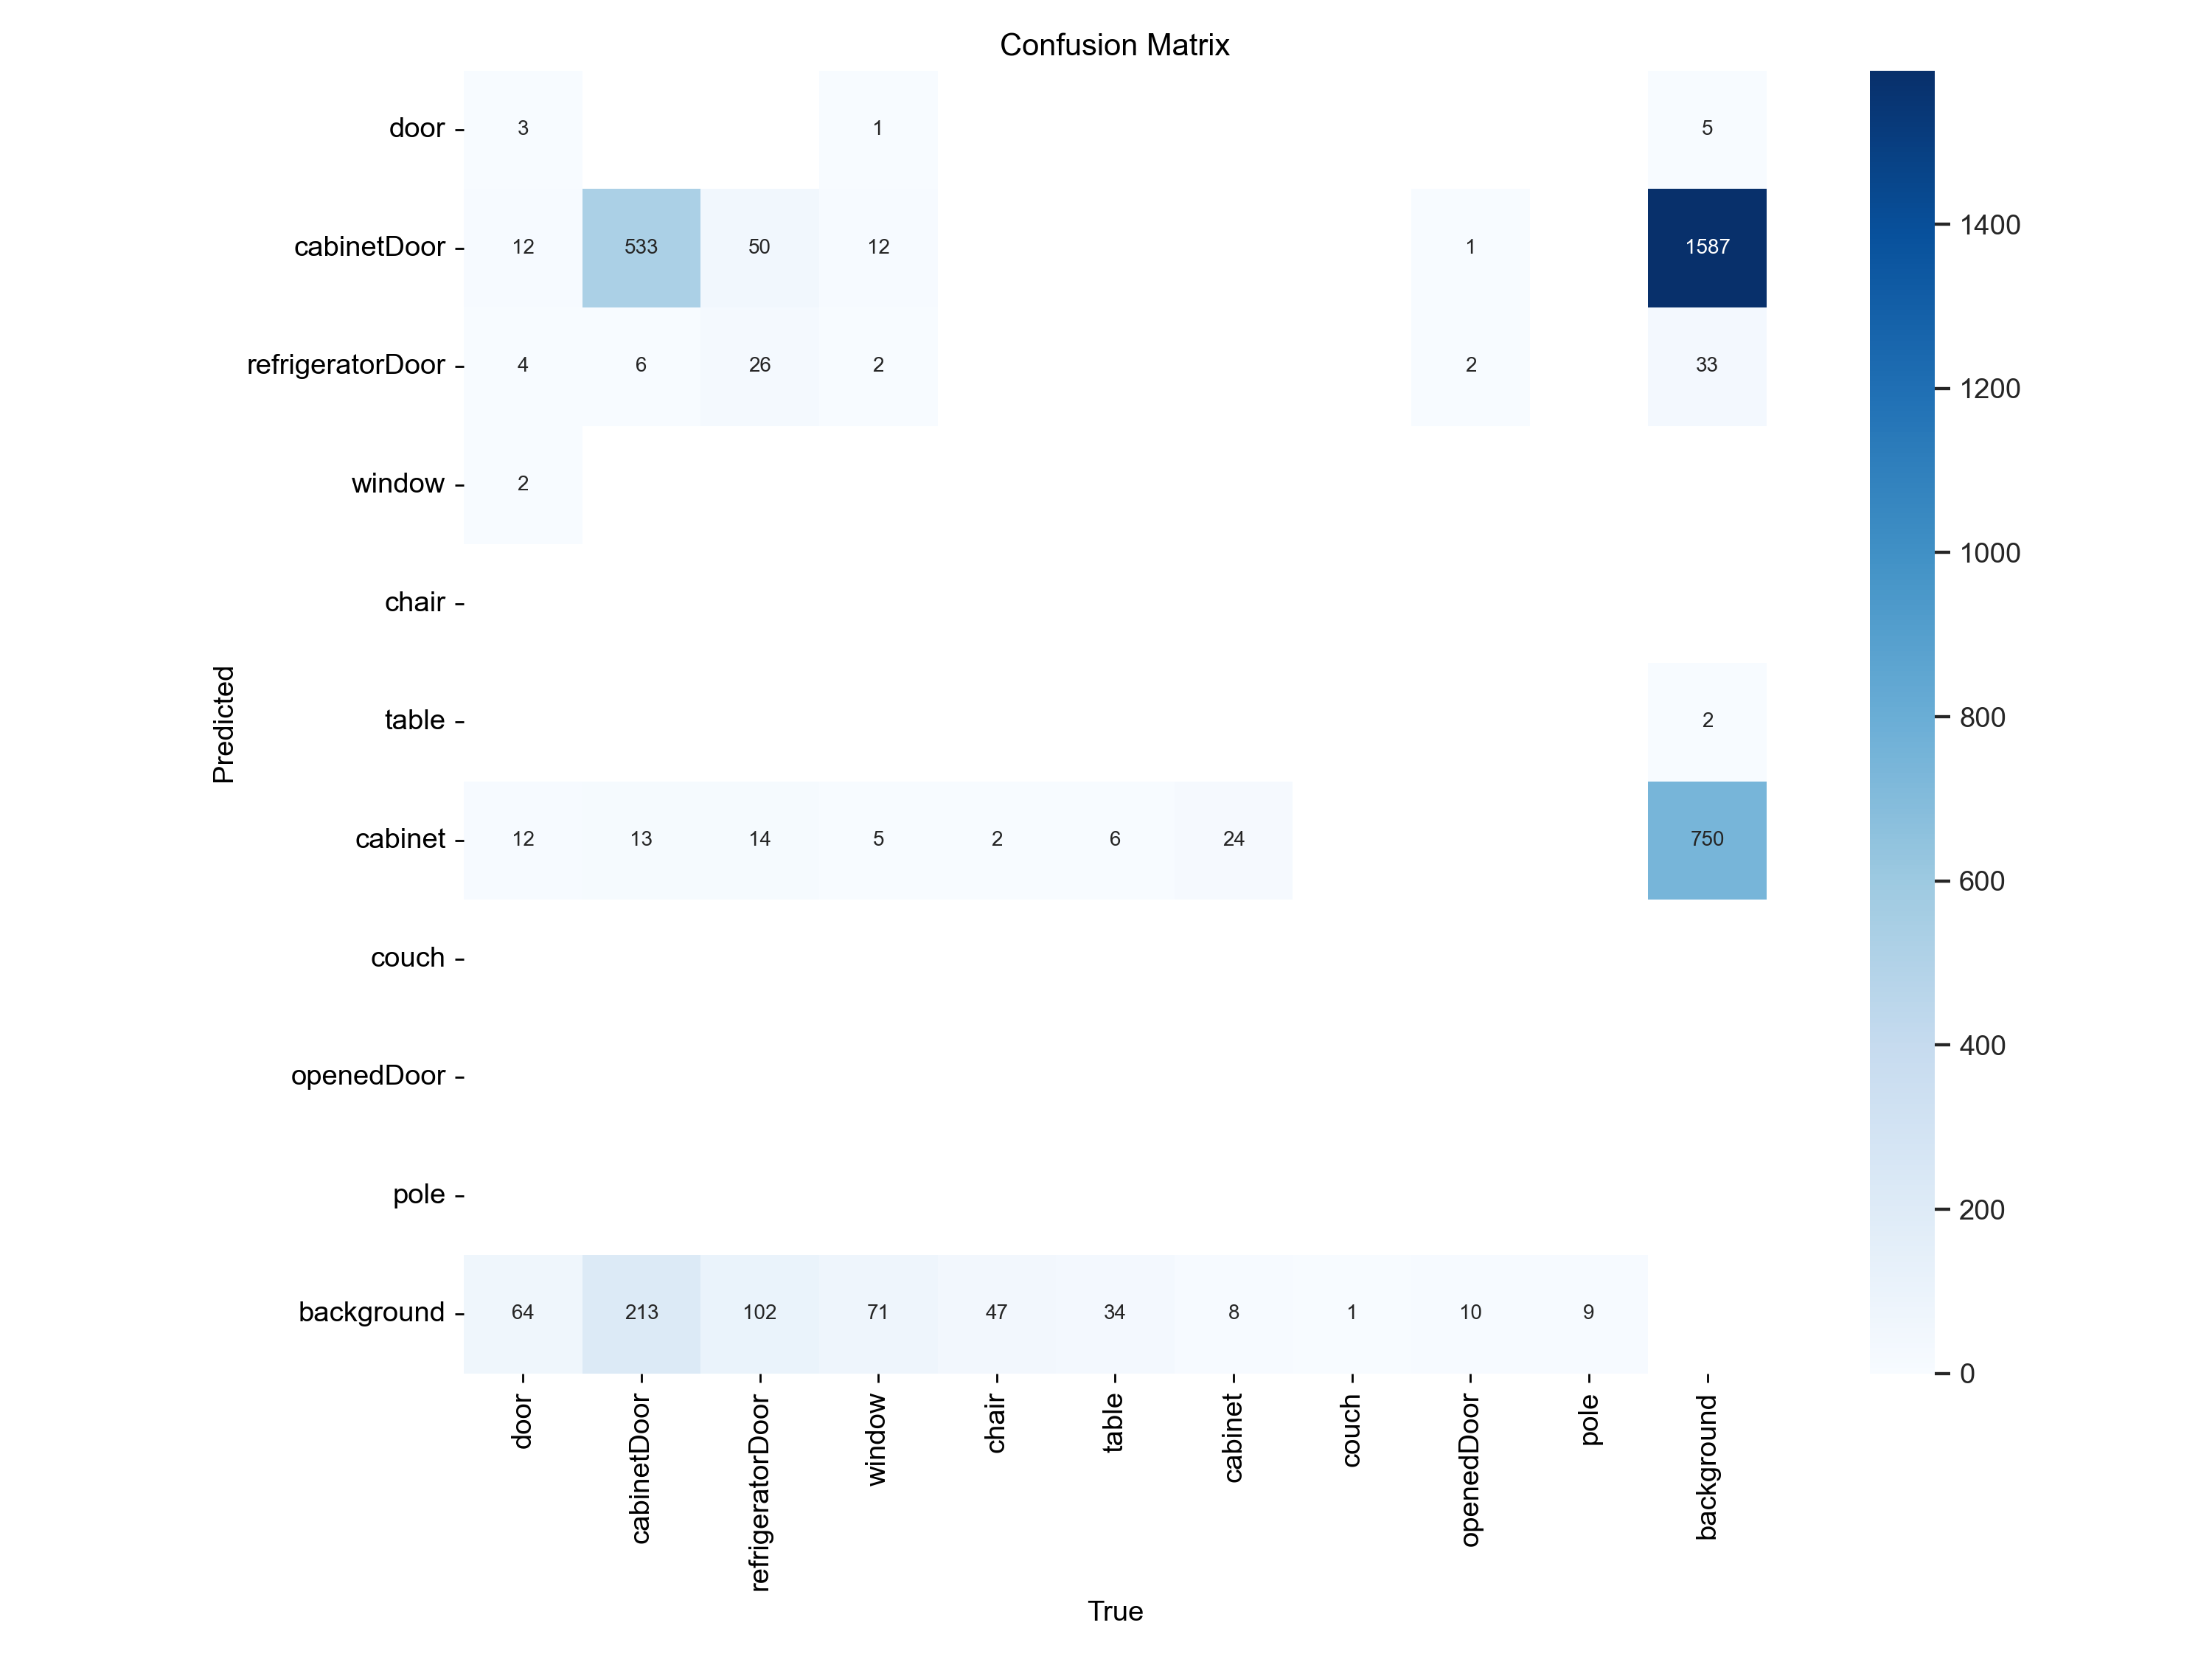 Confusion Matrix
door 3 1 5
cabinetDoor 12 533 50 12 1 1587
refrigeratorDoor 4 6 26 2 2 33
window 2
chair
table 2
cabinet 12 13 14 5 2 6 24 750
couch
openedDoor
pole
background 64 213 102 71 47 34 8 1 10 9
door cabinetDoor refrigeratorDoor window chair table cabinet couch openedDoor pole background
True
Predicted
1400
1200
1000
800
600
400
200
0